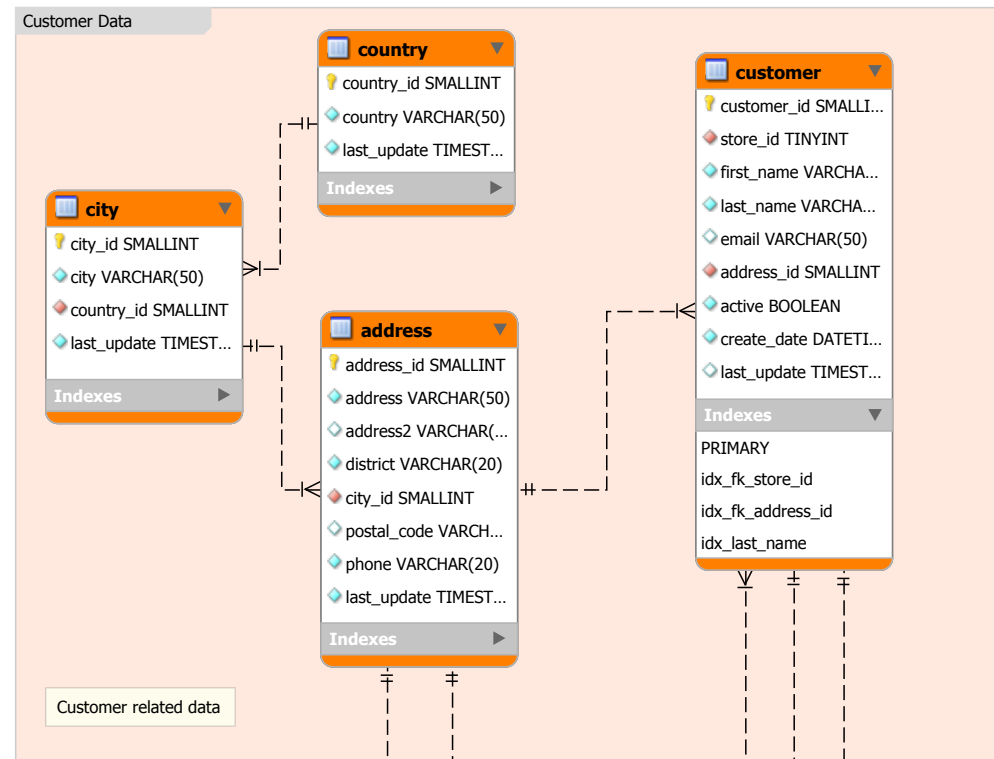 Customer Data
country
country_id SMALLINT
country VARCHAR(50)
last_update TIMEST...
Indexes
customer
customer_id SMALLI...
store_id TINYINT
first_name VARCHA...
last_name VARCHA...
email VARCHAR(50)
address_id SMALLINT
active BOOLEAN
create_date DATETI...
last_update TIMEST...
Indexes
PRIMARY
idx_fk_store_id
idx_fk_address_id
idx_last_name
city
city_id SMALLINT
city VARCHAR(50)
country_id SMALLINT
last_update TIMEST...
Indexes
address
address_id SMALLINT
address VARCHAR(50)
address2 VARCHAR(...
district VARCHAR(20)
city_id SMALLINT
postal_code VARCH...
phone VARCHAR(20)
last_update TIMEST...
Indexes
Customer related data